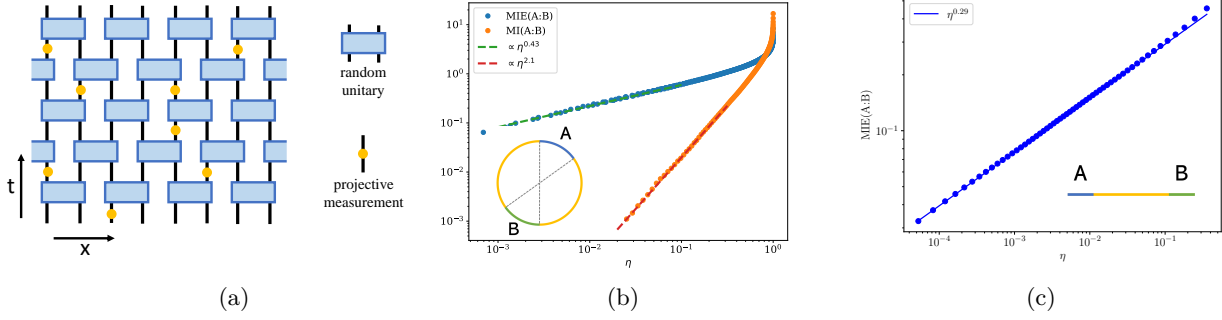 t
x
random
unitary
projective
measurement
(a)
10^1
10^0
10^{-1}
10^{-2}
10^{-3}
MIE(A:B)
MI(A:B)
∝ η^{0.43}
∝ η^{2.1}
A
B
10^{-3}
10^{-2}
10^{-1}
10^0
η
(b)
MIE(A:B)
10^{-1}
η^{0.29}
A
B
10^{-4}
10^{-3}
10^{-2}
10^{-1}
η
(c)